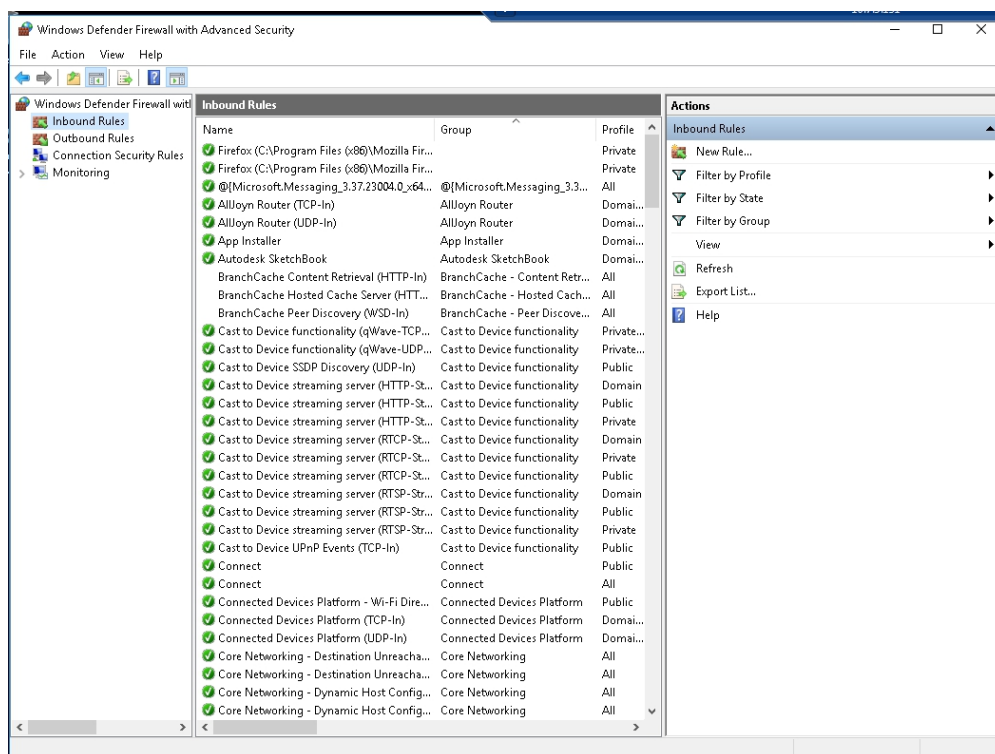 Windows Defender Firewall with Advanced Security
File Action View Help
Windows Defender Firewall witl
Inbound Rules
Outbound Rules
Connection Security Rules
Monitoring
Inbound Rules
Name Group Profile
Firefox (C:\Program Files (x86)\Mozilla Fir... Private
Firefox (C:\Program Files (x86)\Mozilla Fir... Private
@{Microsoft.Messaging_3.37.23004.0_x64... @{Microsoft.Messaging_3.3... All
AllJoyn Router (TCP-In) AllJoyn Router Domai...
AllJoyn Router (UDP-In) AllJoyn Router Domai...
App Installer App Installer Domai...
Autodesk SketchBook Autodesk SketchBook Domai...
BranchCache Content Retrieval (HTTP-In) BranchCache - Content Retr... All
BranchCache Hosted Cache Server (HTT... BranchCache - Hosted Cach... All
BranchCache Peer Discovery (WSD-In) BranchCache - Peer Discove... All
Cast to Device functionality (qWave-TCP... Cast to Device functionality Private...
Cast to Device functionality (qWave-UDP... Cast to Device functionality Private...
Cast to Device SSDP Discovery (UDP-In) Cast to Device functionality Public
Cast to Device streaming server (HTTP-St... Cast to Device functionality Domain
Cast to Device streaming server (HTTP-St... Cast to Device functionality Public
Cast to Device streaming server (HTTP-St... Cast to Device functionality Private
Cast to Device streaming server (RTCP-St... Cast to Device functionality Domain
Cast to Device streaming server (RTCP-St... Cast to Device functionality Private
Cast to Device streaming server (RTCP-St... Cast to Device functionality Public
Cast to Device streaming server (RTSP-Str... Cast to Device functionality Domain
Cast to Device streaming server (RTSP-Str... Cast to Device functionality Public
Cast to Device streaming server (RTSP-Str... Cast to Device functionality Private
Cast to Device UPnP Events (TCP-In) Cast to Device functionality Public
Connect Connect Public
Connect Connect All
Connected Devices Platform - Wi-Fi Dire... Connected Devices Platform Public
Connected Devices Platform (TCP-In) Connected Devices Platform Domai...
Connected Devices Platform (UDP-In) Connected Devices Platform Domai...
Core Networking - Destination Unreacha... Core Networking All
Core Networking - Destination Unreacha... Core Networking All
Core Networking - Dynamic Host Config... Core Networking All
Core Networking - Dynamic Host Config... Core Networking All
Actions
Inbound Rules
New Rule...
Filter by Profile
Filter by State
Filter by Group
View
Refresh
Export List...
Help